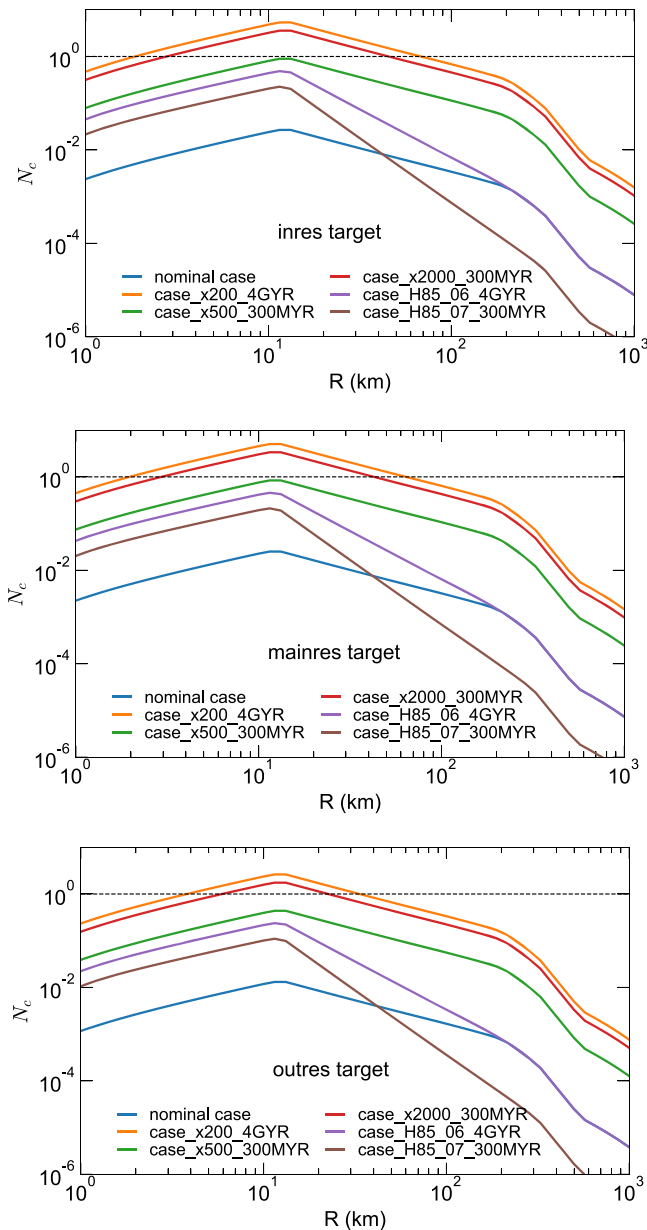 10^0
10^-2
10^-4
10^-6
N_c
inres target
nominal case
case_x200_4GYR
case_x500_300MYR
case_x2000_300MYR
case_H85_06_4GYR
case_H85_07_300MYR
10^0 10^1 10^2 10^3
R (km)
10^0
10^-2
10^-4
10^-6
N_c
mainres target
nominal case
case_x200_4GYR
case_x500_300MYR
case_x2000_300MYR
case_H85_06_4GYR
case_H85_07_300MYR
10^0 10^1 10^2 10^3
R (km)
10^0
10^-2
10^-4
10^-6
N_c
outres target
nominal case
case_x200_4GYR
case_x500_300MYR
case_x2000_300MYR
case_H85_06_4GYR
case_H85_07_300MYR
10^0 10^1 10^2 10^3
R (km)